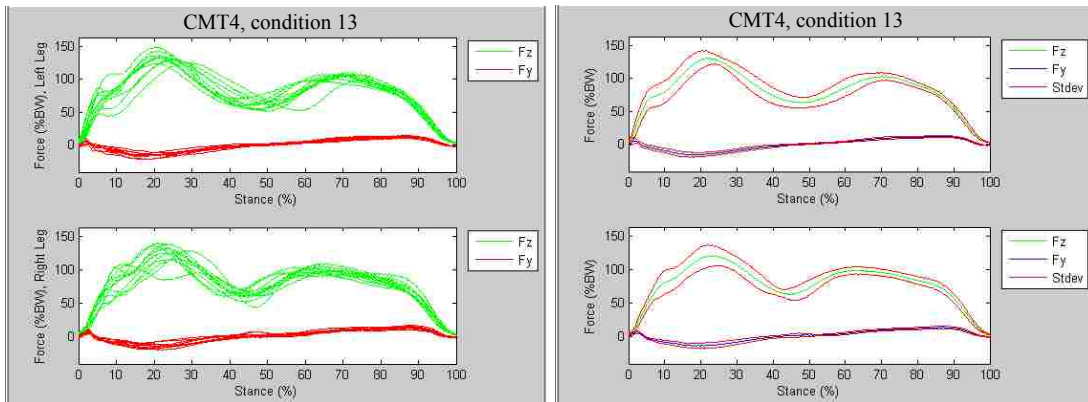 CMT4, condition 13
150
100
50
0
Force (%BW), Left Leg
0 10 20 30 40 50 60 70 80 90 100
Stance (%)
Fz
Fy
150
100
50
0
Force (%BW), Right Leg
0 10 20 30 40 50 60 70 80 90 100
Stance (%)
Fz
Fy
CMT4, condition 13
150
100
50
0
Force (%BW)
0 10 20 30 40 50 60 70 80 90 100
Stance (%)
Fz
Fy
Stdev
150
100
50
0
Force (%BW)
0 10 20 30 40 50 60 70 80 90 100
Stance (%)
Fz
Fy
Stdev